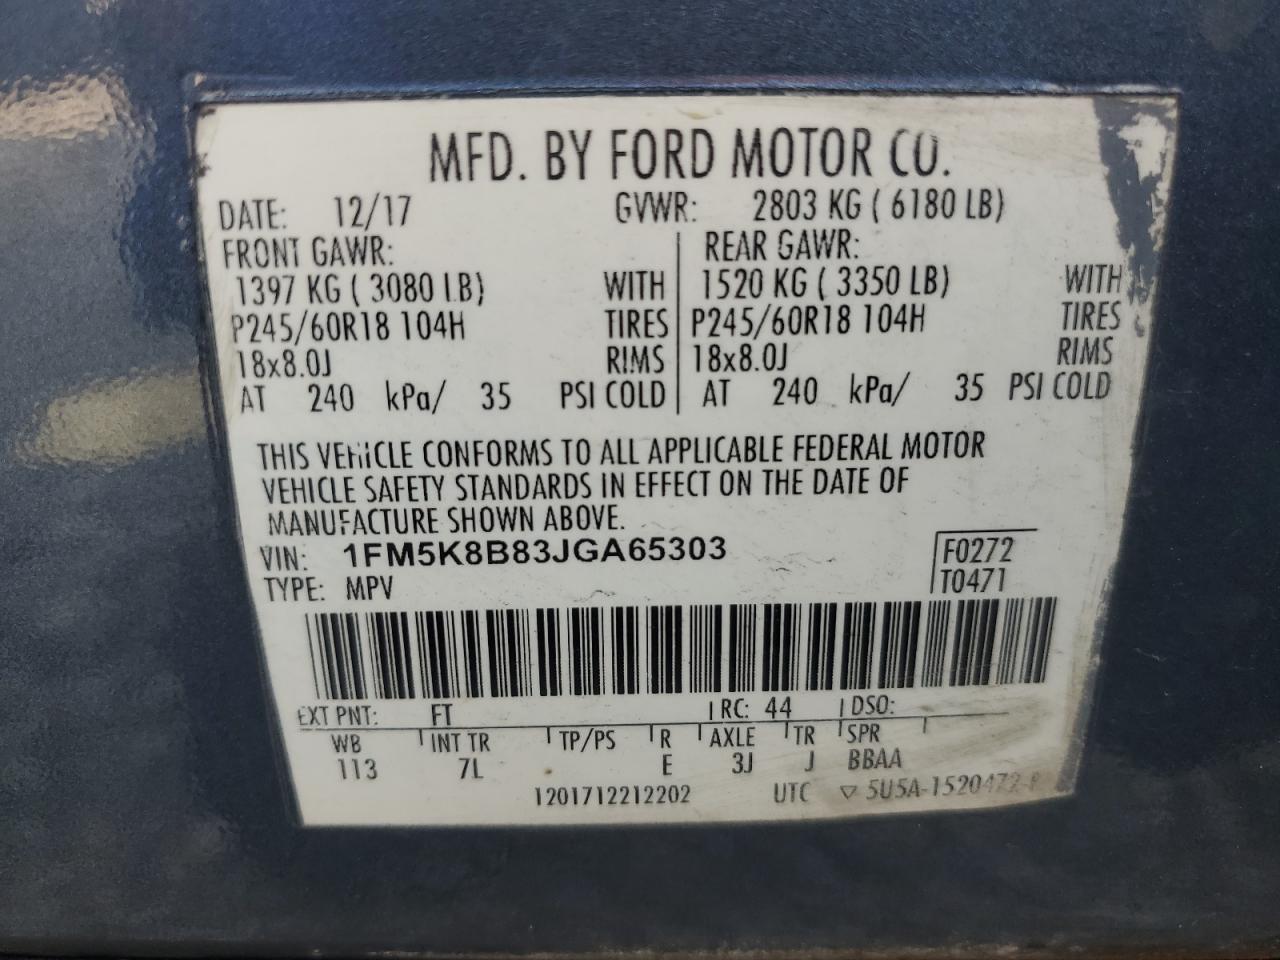 MFD. BY FORD MOTOR CO.
DATE: 12/17 GVWR: 2803 KG ( 6180 LB)
FRONT GAWR: REAR GAWR:
1397 KG ( 3080 LB) WITH 1520 KG ( 3350 LB) WITH
P245/60R18 104H TIRES P245/60R18 104H TIRES
18x8.0J RIMS 18x8.0J RIMS
AT 240 kPa/ 35 PSI COLD AT 240 kPa/ 35 PSI COLD
THIS VEHICLE CONFORMS TO ALL APPLICABLE FEDERAL MOTOR
VEHICLE SAFETY STANDARDS IN EFFECT ON THE DATE OF
MANUFACTURE SHOWN ABOVE.
VIN: 1FM5K8B83JGA65303 F0272
TYPE: MPV T0471
EXT PNT: FT RC: 44 DSO:
WB INT TR TP/PS R AXLE TR SPR
113 7L E 3J J BBAA
1201712212202 UTC ▽ 5U5A-1520472-